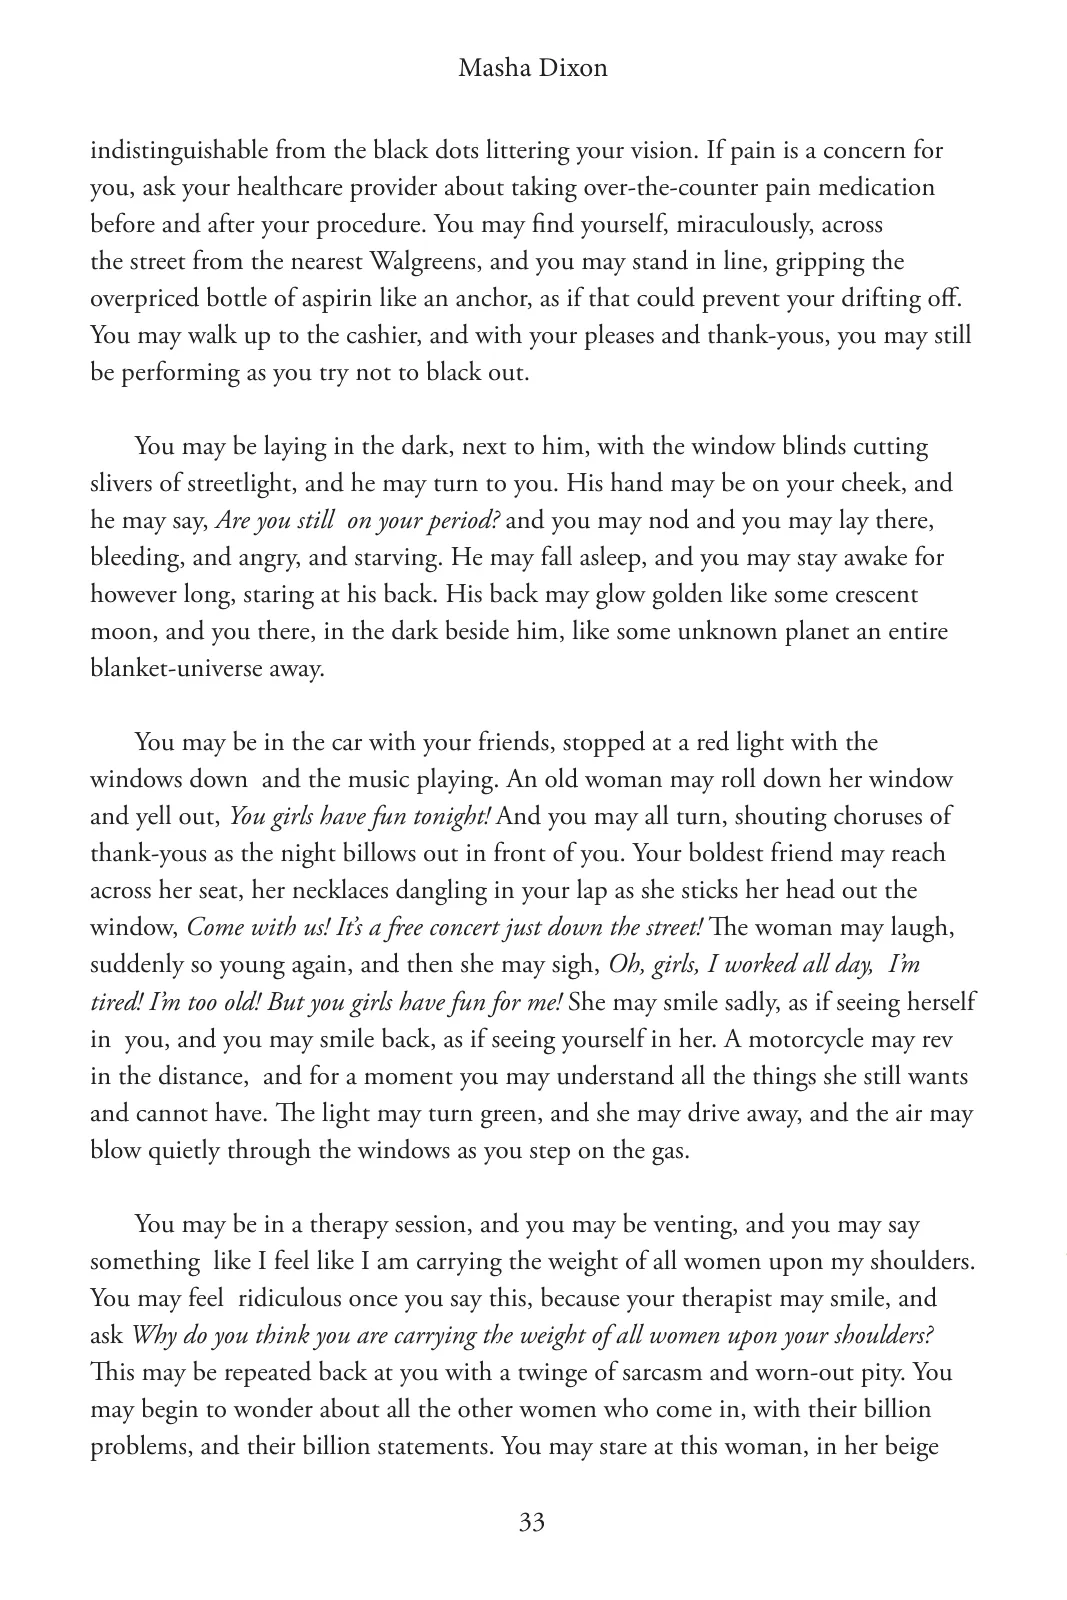 Masha Dixon
indistinguishable from the black dots littering your vision. If pain is a concern for
you, ask your healthcare provider about taking over-the-counter pain medication
before and after your procedure. You may find yourself, miraculously, across
the street from the nearest Walgreens, and you may stand in line, gripping the
overpriced bottle of aspirin like an anchor, as if that could prevent your drifting off.
You may walk up to the cashier, and with your pleases and thank-yous, you may still
be performing as you try not to black out.
You may be laying in the dark, next to him, with the window blinds cutting
slivers of streetlight, and he may turn to you. His hand may be on your cheek, and
he may say, Are you still  on your period? and you may nod and you may lay there,
bleeding, and angry, and starving. He may fall asleep, and you may stay awake for
however long, staring at his back. His back may glow golden like some crescent
moon, and you there, in the dark beside him, like some unknown planet an entire
blanket-universe away.
You may be in the car with your friends, stopped at a red light with the
windows down  and the music playing. An old woman may roll down her window
and yell out, You girls have fun tonight! And you may all turn, shouting choruses of
thank-yous as the night billows out in front of you. Your boldest friend may reach
across her seat, her necklaces dangling in your lap as she sticks her head out the
window, Come with us! It’s a free concert just down the street! The woman may laugh,
suddenly so young again, and then she may sigh, Oh, girls, I worked all day,  I’m
tired! I’m too old! But you girls have fun for me! She may smile sadly, as if seeing herself
in  you, and you may smile back, as if seeing yourself in her. A motorcycle may rev
in the distance,  and for a moment you may understand all the things she still wants
and cannot have. The light may turn green, and she may drive away, and the air may
blow quietly through the windows as you step on the gas.
You may be in a therapy session, and you may be venting, and you may say
something  like I feel like I am carrying the weight of all women upon my shoulders.
You may feel  ridiculous once you say this, because your therapist may smile, and
ask Why do you think you are carrying the weight of all women upon your shoulders?
This may be repeated back at you with a twinge of sarcasm and worn-out pity. You
may begin to wonder about all the other women who come in, with their billion
problems, and their billion statements. You may stare at this woman, in her beige
33